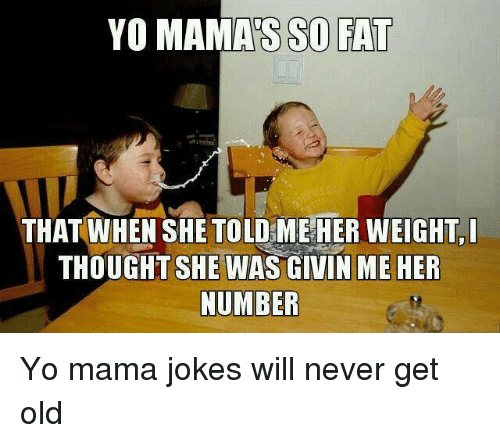 YO MAMA'S SO FAT
THAT WHEN SHE TOLD ME HER WEIGHT, I
THOUGHT SHE WAS GIVIN ME HER
NUMBER
Yo mama jokes will never get
old